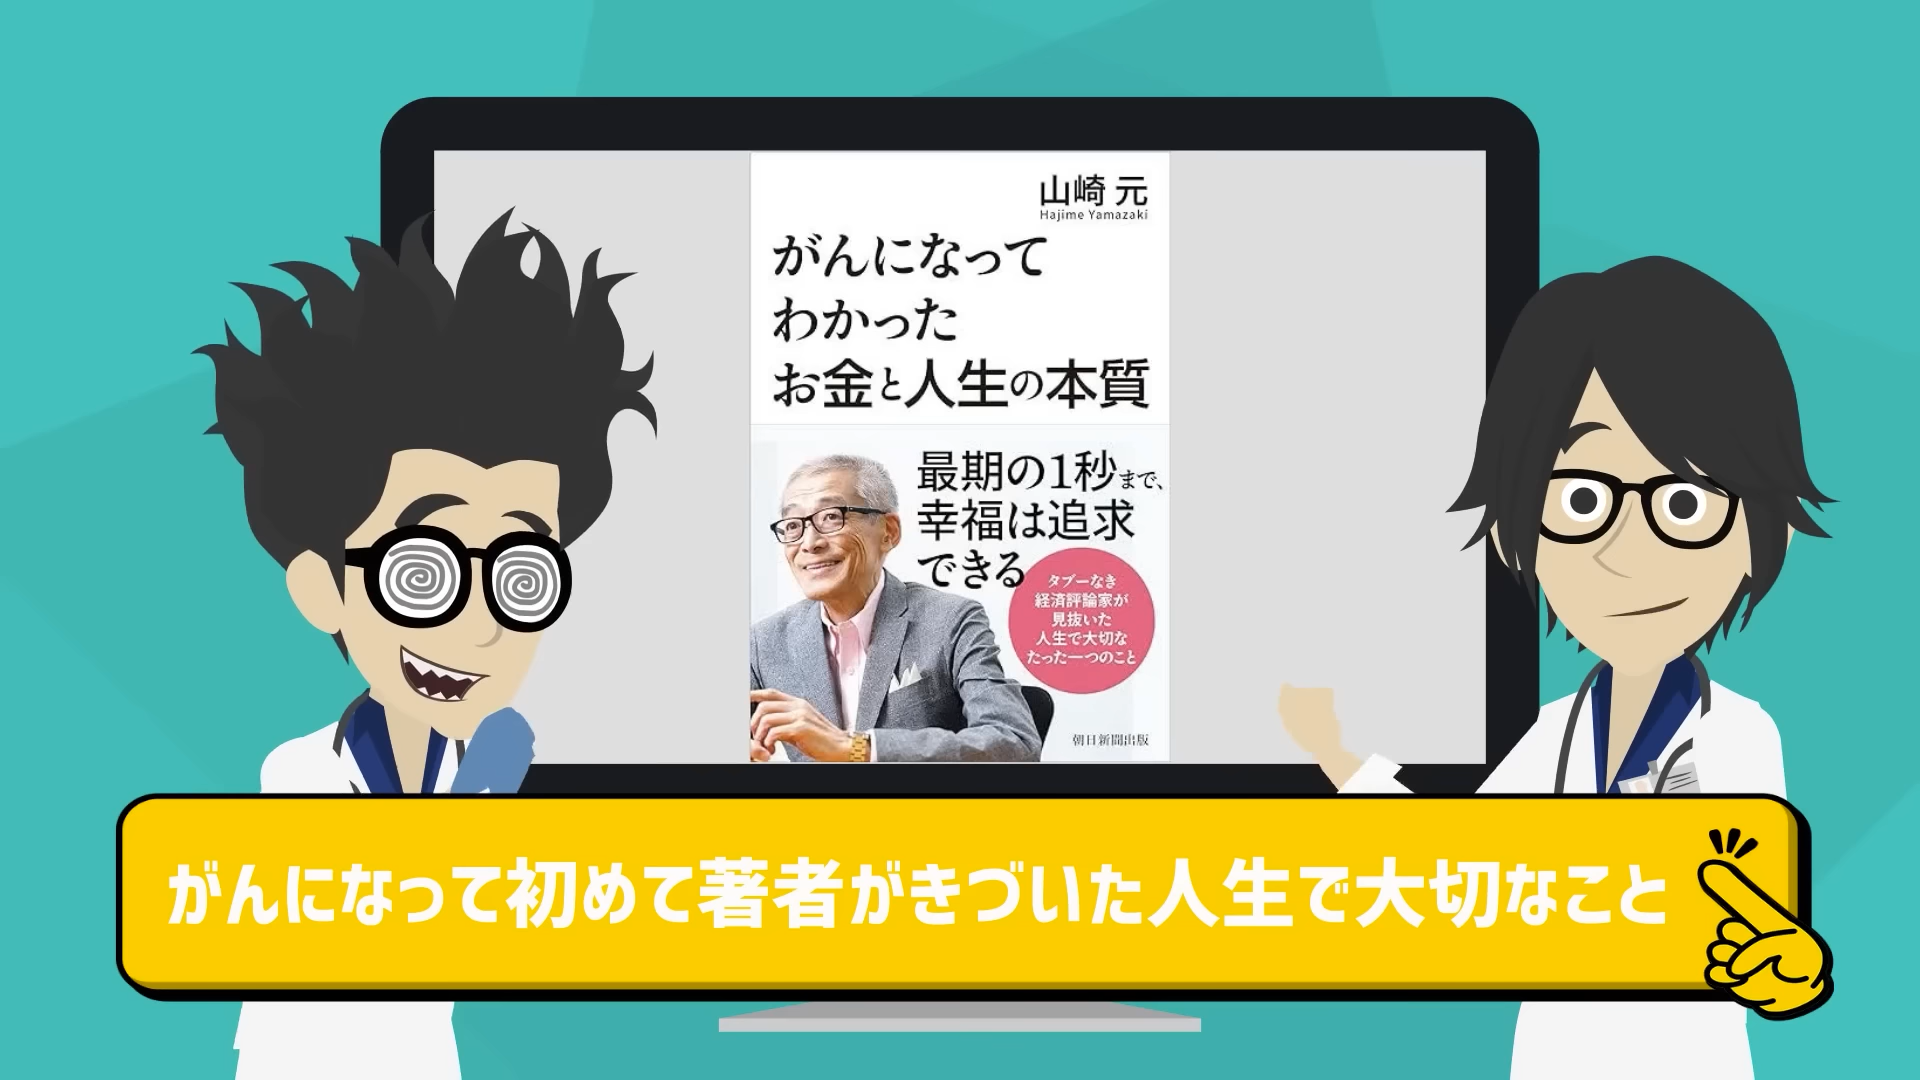 山崎 元
Hajime Yamazaki
がんになって
わかった
お金と人生の本質
最期の1秒まで、
幸福は追求
できる
タブーなき
経済評論家が
見抜いた
人生で大切な
たった一つのこと
朝日新聞出版
がんになって初めて著者がきづいた人生で大切なこと